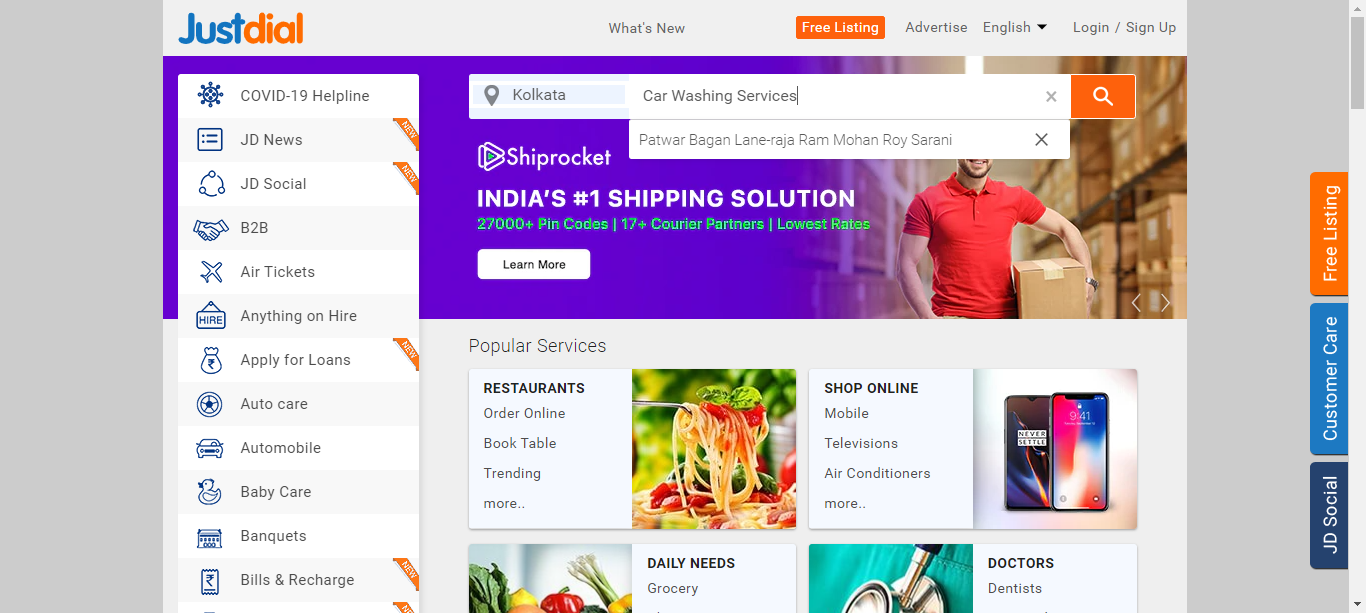 Justdial
What's New
Free Listing
Advertise
English
Login / Sign Up
COVID-19 Helpline
JD News
NEW
JD Social
NEW
B2B
Air Tickets
HIRE
Anything on Hire
Apply for Loans
NEW
Auto care
Automobile
Baby Care
Banquets
₹
Bills & Recharge
NEW
Kolkata
Car Washing Services
Patwar Bagan Lane-raja Ram Mohan Roy Sarani
Shiprocket
INDIA'S #1 SHIPPING SOLUTION
27000+ Pin Codes | 17+ Courier Partners | Lowest Rates
Learn More
Popular Services
RESTAURANTS
Order Online
Book Table
Trending
more..
SHOP ONLINE
Mobile
Televisions
Air Conditioners
more..
NEVER
SETTLE
9:41
DAILY NEEDS
Grocery
DOCTORS
Dentists
Free Listing
Customer Care
JD Social